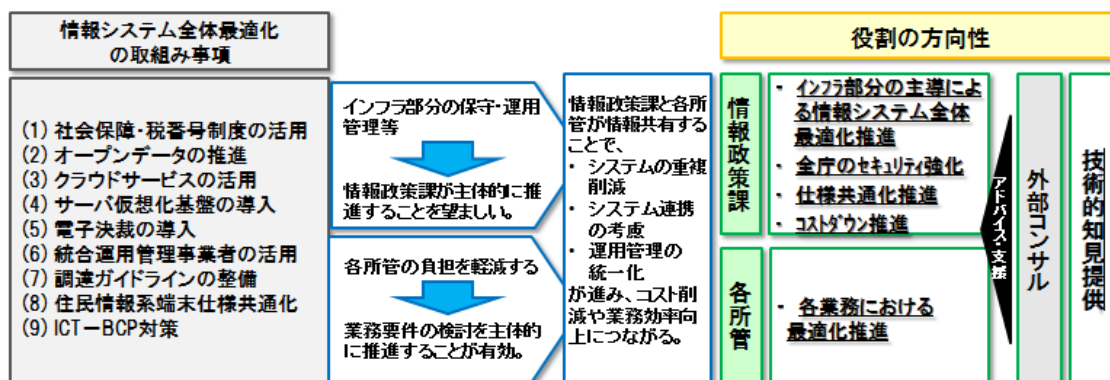 情報システム全体最適化
の取組み事項
(1) 社会保障・税番号制度の活用
(2) オープンデータの推進
(3) クラウドサービスの活用
(4) サーバ仮想化基盤の導入
(5) 電子決裁の導入
(6) 統合運用管理事業者の活用
(7) 調達ガイドラインの整備
(8) 住民情報系端末仕様共通化
(9) ICT－BCP対策
インフラ部分の保守・運用
管理等
情報政策課が主体的に推
進することを望ましい。
各所管の負担を軽減する
業務要件の検討を主体的
に推進することが有効。
情報政策課と各所
管が情報共有する
ことで、
• システムの重複
削減
• システム連携
の考慮
• 運用管理の
統一化
が進み、コスト削
減や業務効率向
上につながる。
役割の方向性
情報政策課
- インフラ部分の主導によ
る情報システム全体
最適化推進
- 全庁のセキュリティ強化
- 仕様共通化推進
- コストダウン推進
各所管
- 各業務における
最適化推進
アドバイス・支援
外部コンサル
技術的知見提供